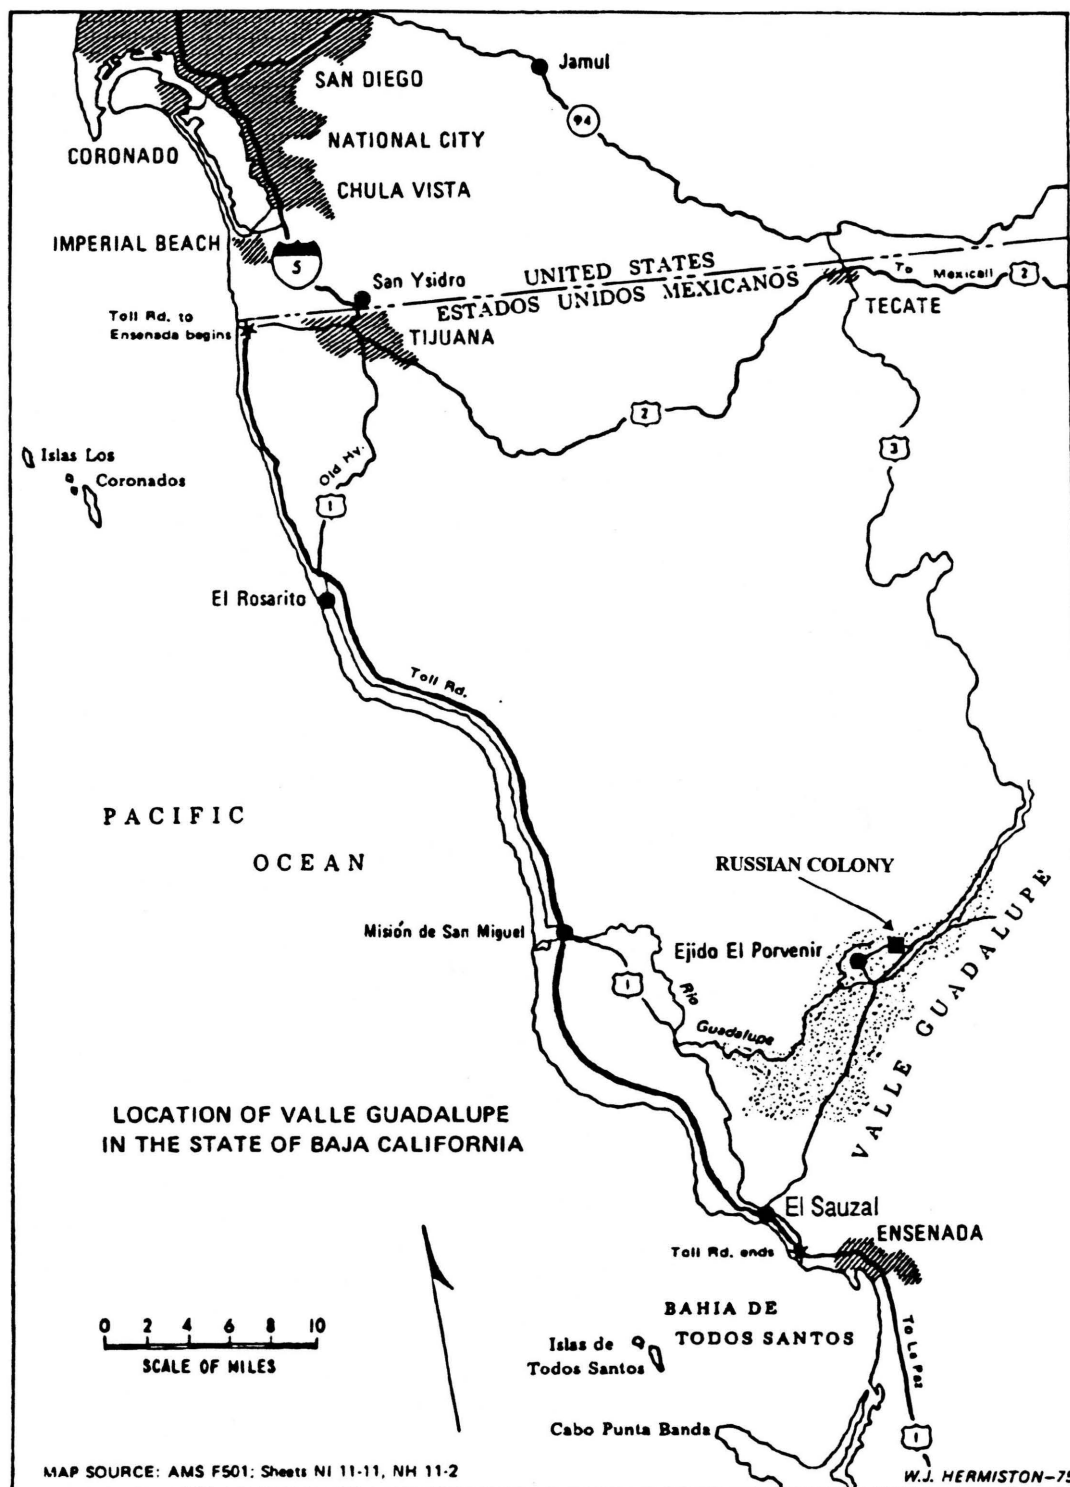 SAN DIEGO
Jamul
94
NATIONAL CITY
CORONADO
CHULA VISTA
IMPERIAL BEACH
5
San Ysidro
UNITED STATES
ESTADOS UNIDOS MEXICANOS
To Mexicali
2
TECATE
Toll Rd. to
Ensenada begins
TIJUANA
2
3
Islas Los
Coronados
Old Hy.
1
El Rosarito
Toll Rd.
PACIFIC
OCEAN
RUSSIAN COLONY
Misión de San Miguel
Ejido El Porvenir
1
Rio
Guadalupe
VALLE GUADALUPE
LOCATION OF VALLE GUADALUPE
IN THE STATE OF BAJA CALIFORNIA
El Sauzal
ENSENADA
Toll Rd. ends
BAHIA DE
TODOS SANTOS
0 2 4 6 8 10
SCALE OF MILES
Islas de
Todos Santos
To La Paz
Cabo Punta Banda
1
MAP SOURCE: AMS F501; Sheets NI 11-11, NH 11-2
W.J. HERMISTON-75